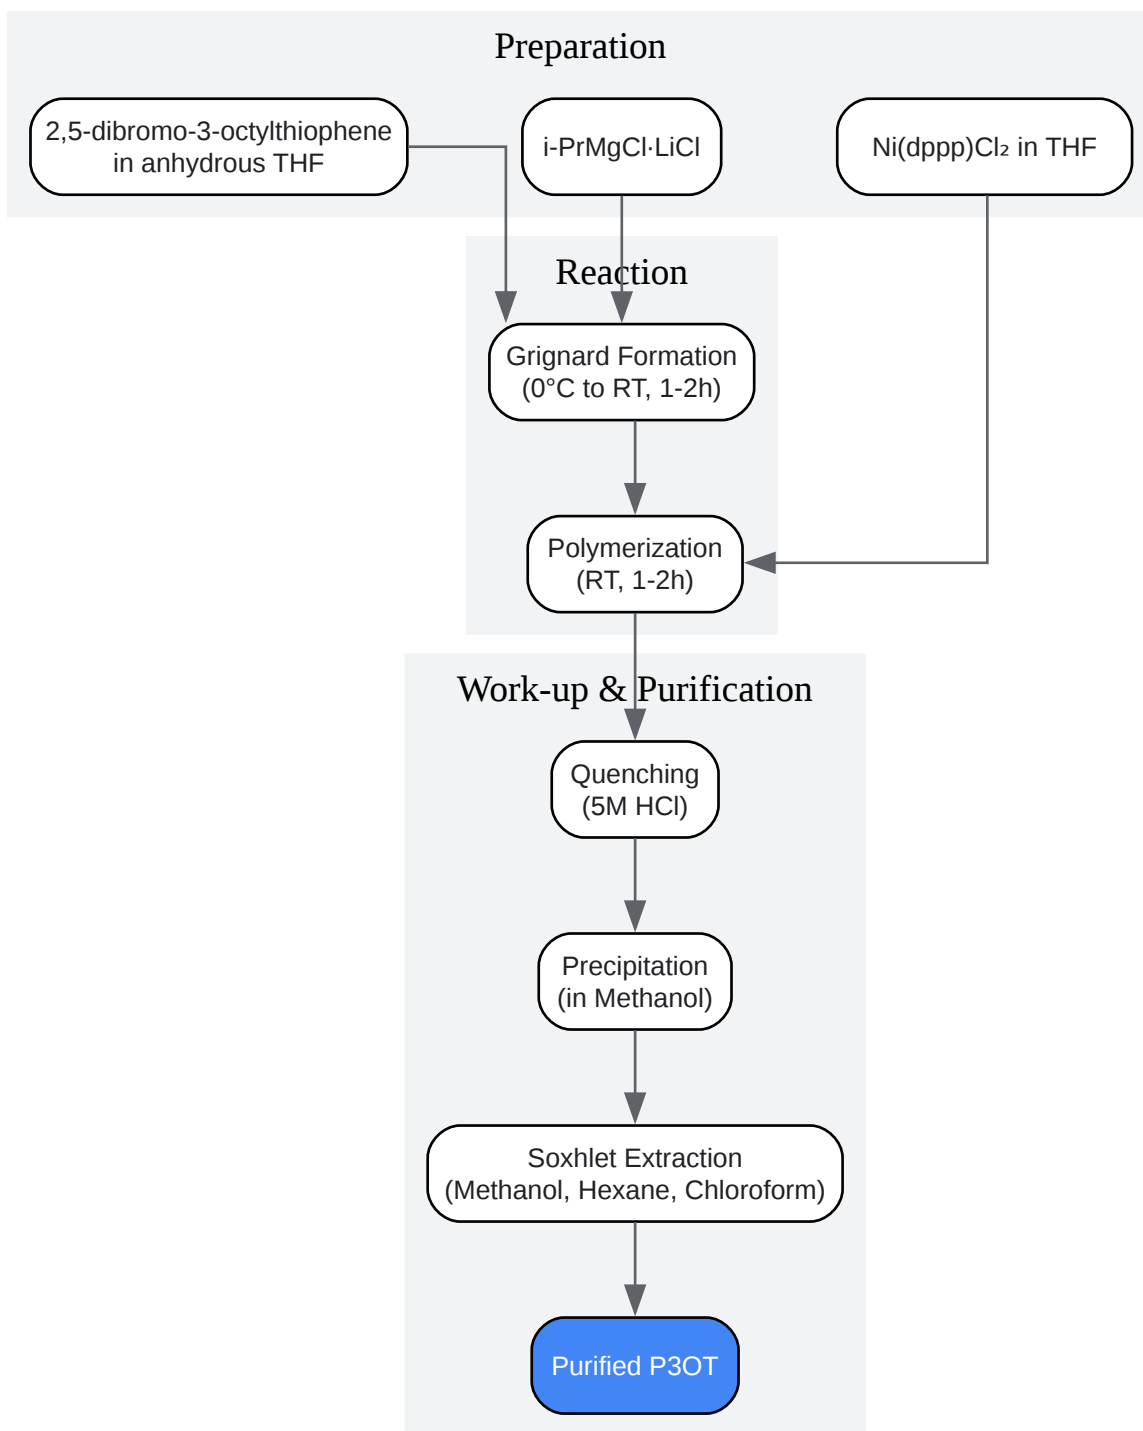 Preparation
2,5-dibromo-3-octylthiophene
in anhydrous THF
i-PrMgCl·LiCl
Ni(dppp)Cl₂ in THF
Reaction
Grignard Formation
(0°C to RT, 1-2h)
Polymerization
(RT, 1-2h)
Work-up & Purification
Quenching
(5M HCl)
Precipitation
(in Methanol)
Soxhlet Extraction
(Methanol, Hexane, Chloroform)
Purified P3OT